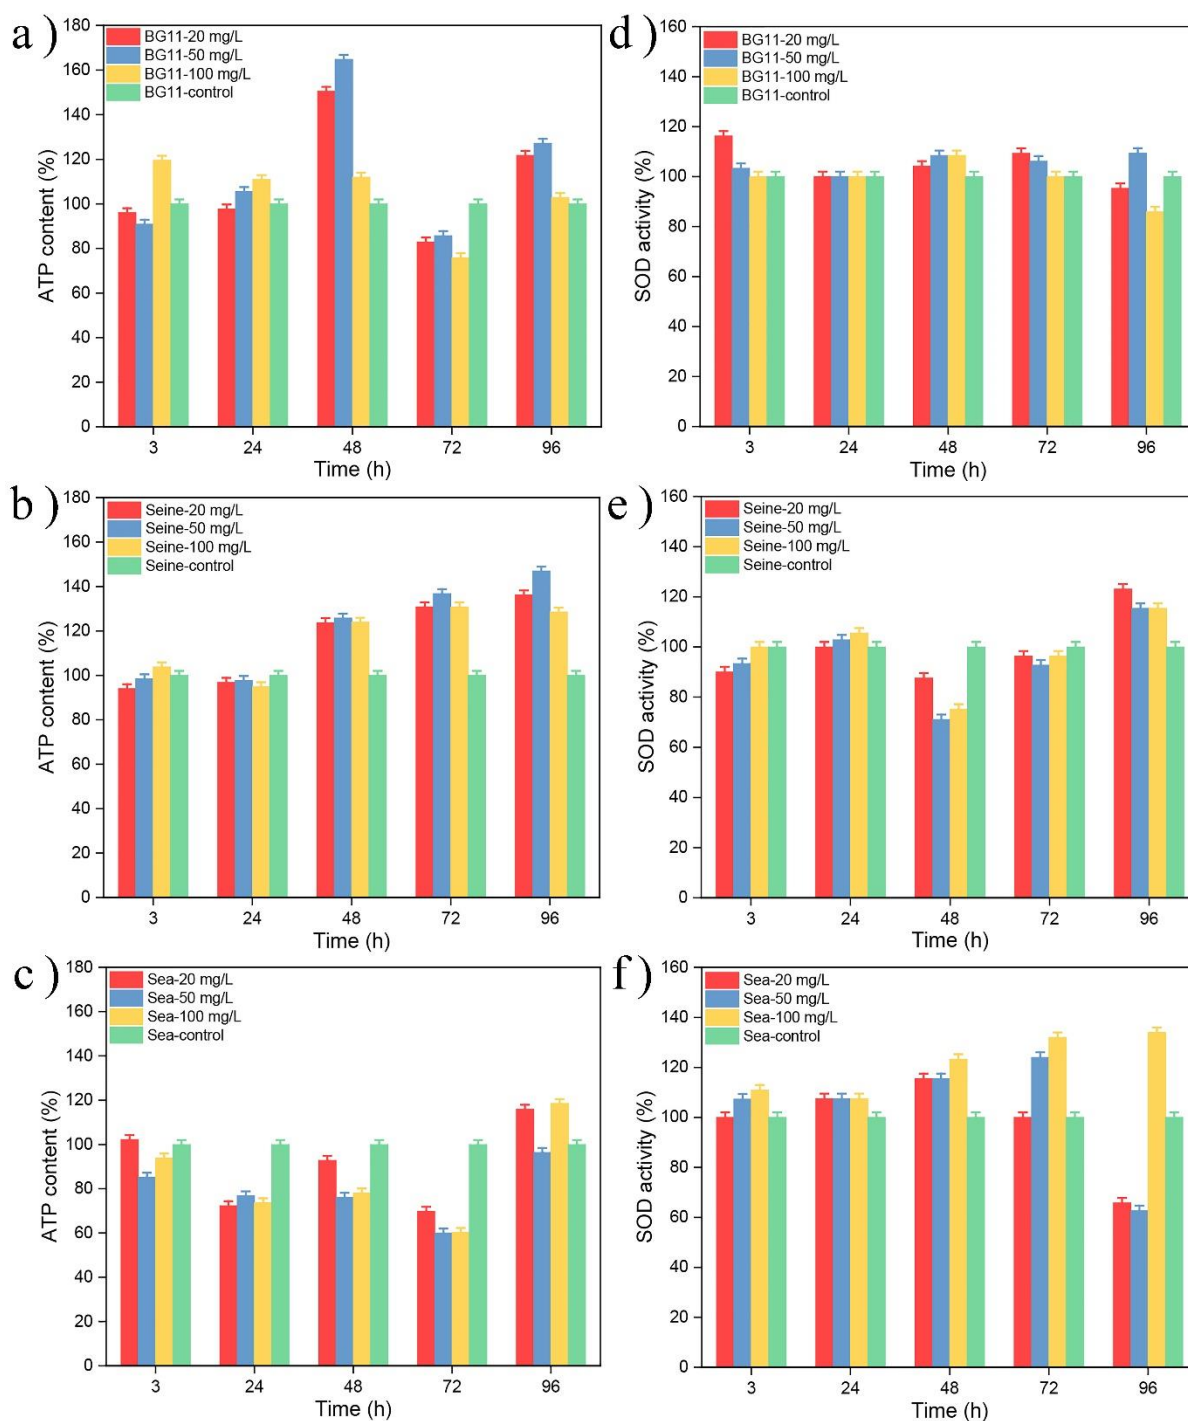 a )
BG11-20 mg/L
BG11-50 mg/L
BG11-100 mg/L
BG11-control
ATP content (%)
180
160
140
120
100
80
60
40
20
0
3 24 48 72 96
Time (h)
d )
BG11-20 mg/L
BG11-50 mg/L
BG11-100 mg/L
BG11-control
SOD activity (%)
160
140
120
100
80
60
40
20
0
3 24 48 72 96
Time (h)
b )
Seine-20 mg/L
Seine-50 mg/L
Seine-100 mg/L
Seine-control
ATP content (%)
180
160
140
120
100
80
60
40
20
0
3 24 48 72 96
Time (h)
e )
Seine-20 mg/L
Seine-50 mg/L
Seine-100 mg/L
Seine-control
SOD activity (%)
160
140
120
100
80
60
40
20
0
3 24 48 72 96
Time (h)
c )
Sea-20 mg/L
Sea-50 mg/L
Sea-100 mg/L
Sea-control
ATP content (%)
180
160
140
120
100
80
60
40
20
0
3 24 48 72 96
Time (h)
f )
Sea-20 mg/L
Sea-50 mg/L
Sea-100 mg/L
Sea-control
SOD activity (%)
160
140
120
100
80
60
40
20
0
3 24 48 72 96
Time (h)